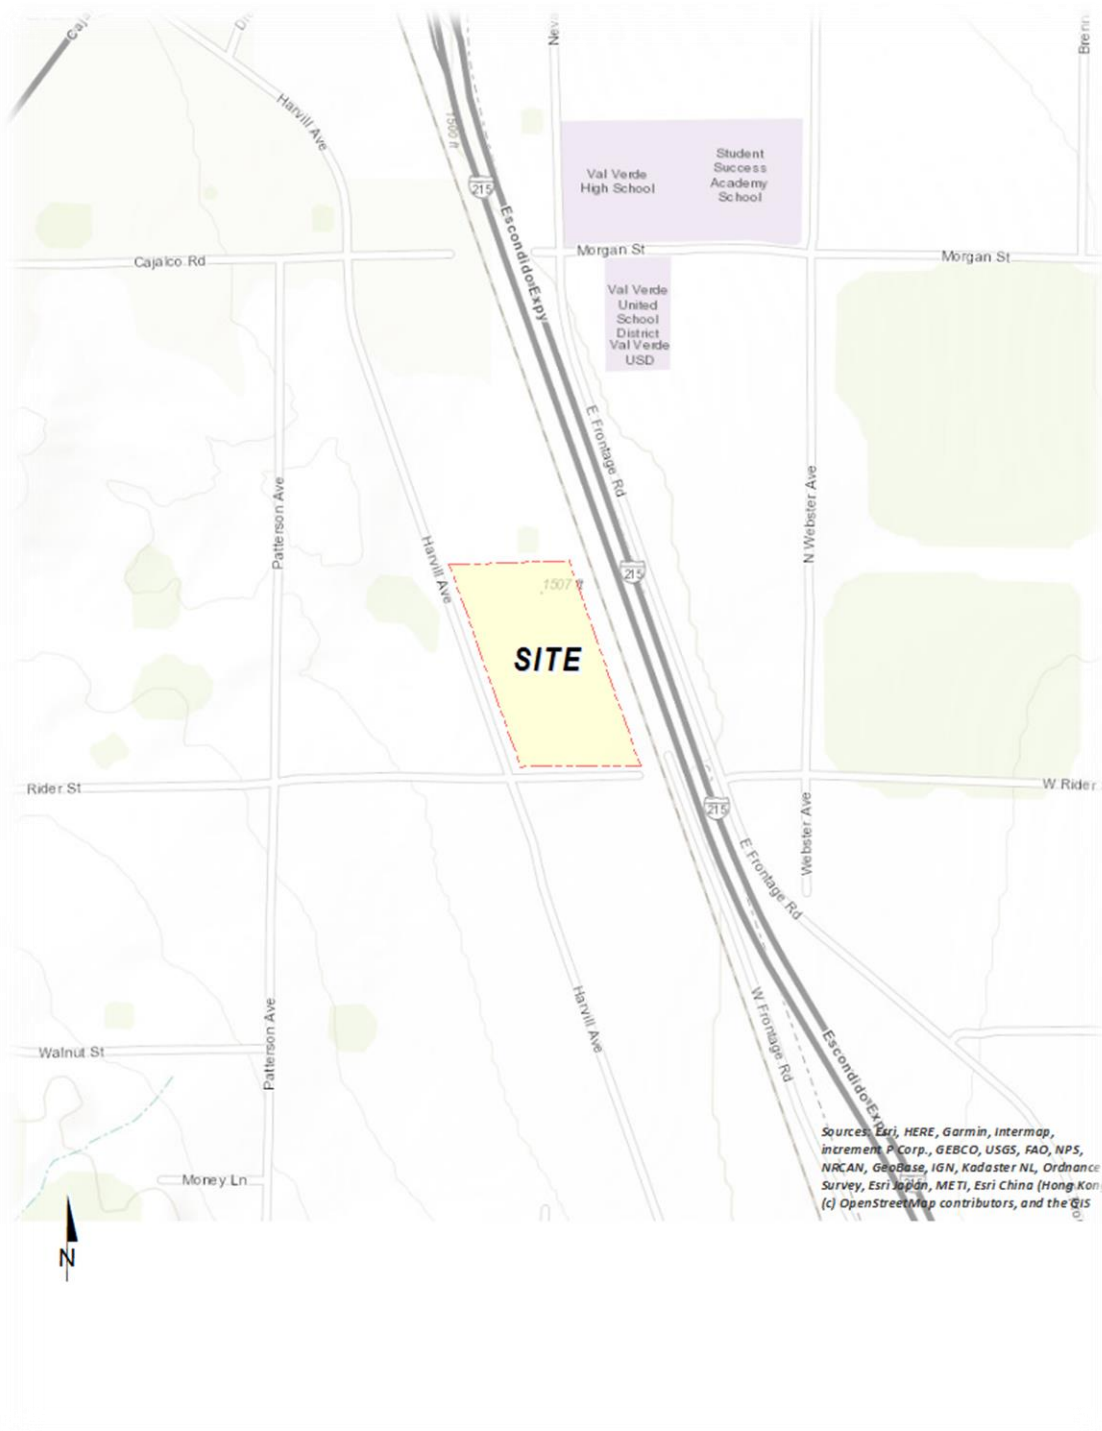 Harvill Ave
1500 ft
215
Escondido Expy
Val Verde
High School
Student
Success
Academy
School
Cajalco Rd
Morgan St
Morgan St
Val Verde
United
School
District
Val Verde
USD
E Frontage Rd
Patterson Ave
N Webster Ave
Harvill Ave
215
1507 ft
SITE
Rider St
W Rider
215
Webster Ave
E Frontage Rd
Harvill Ave
W Frontage Rd
Patterson Ave
Walnut St
Escondido Expy
Money Ln
Sources: Esri, HERE, Garmin, Intermap,
increment P Corp., GEBCO, USGS, FAO, NPS,
NRCAN, GeoBase, IGN, Kadaster NL, Ordnance
Survey, Esri Japan, METI, Esri China (Hong Kon
(c) OpenStreetMap contributors, and the GIS
215
N